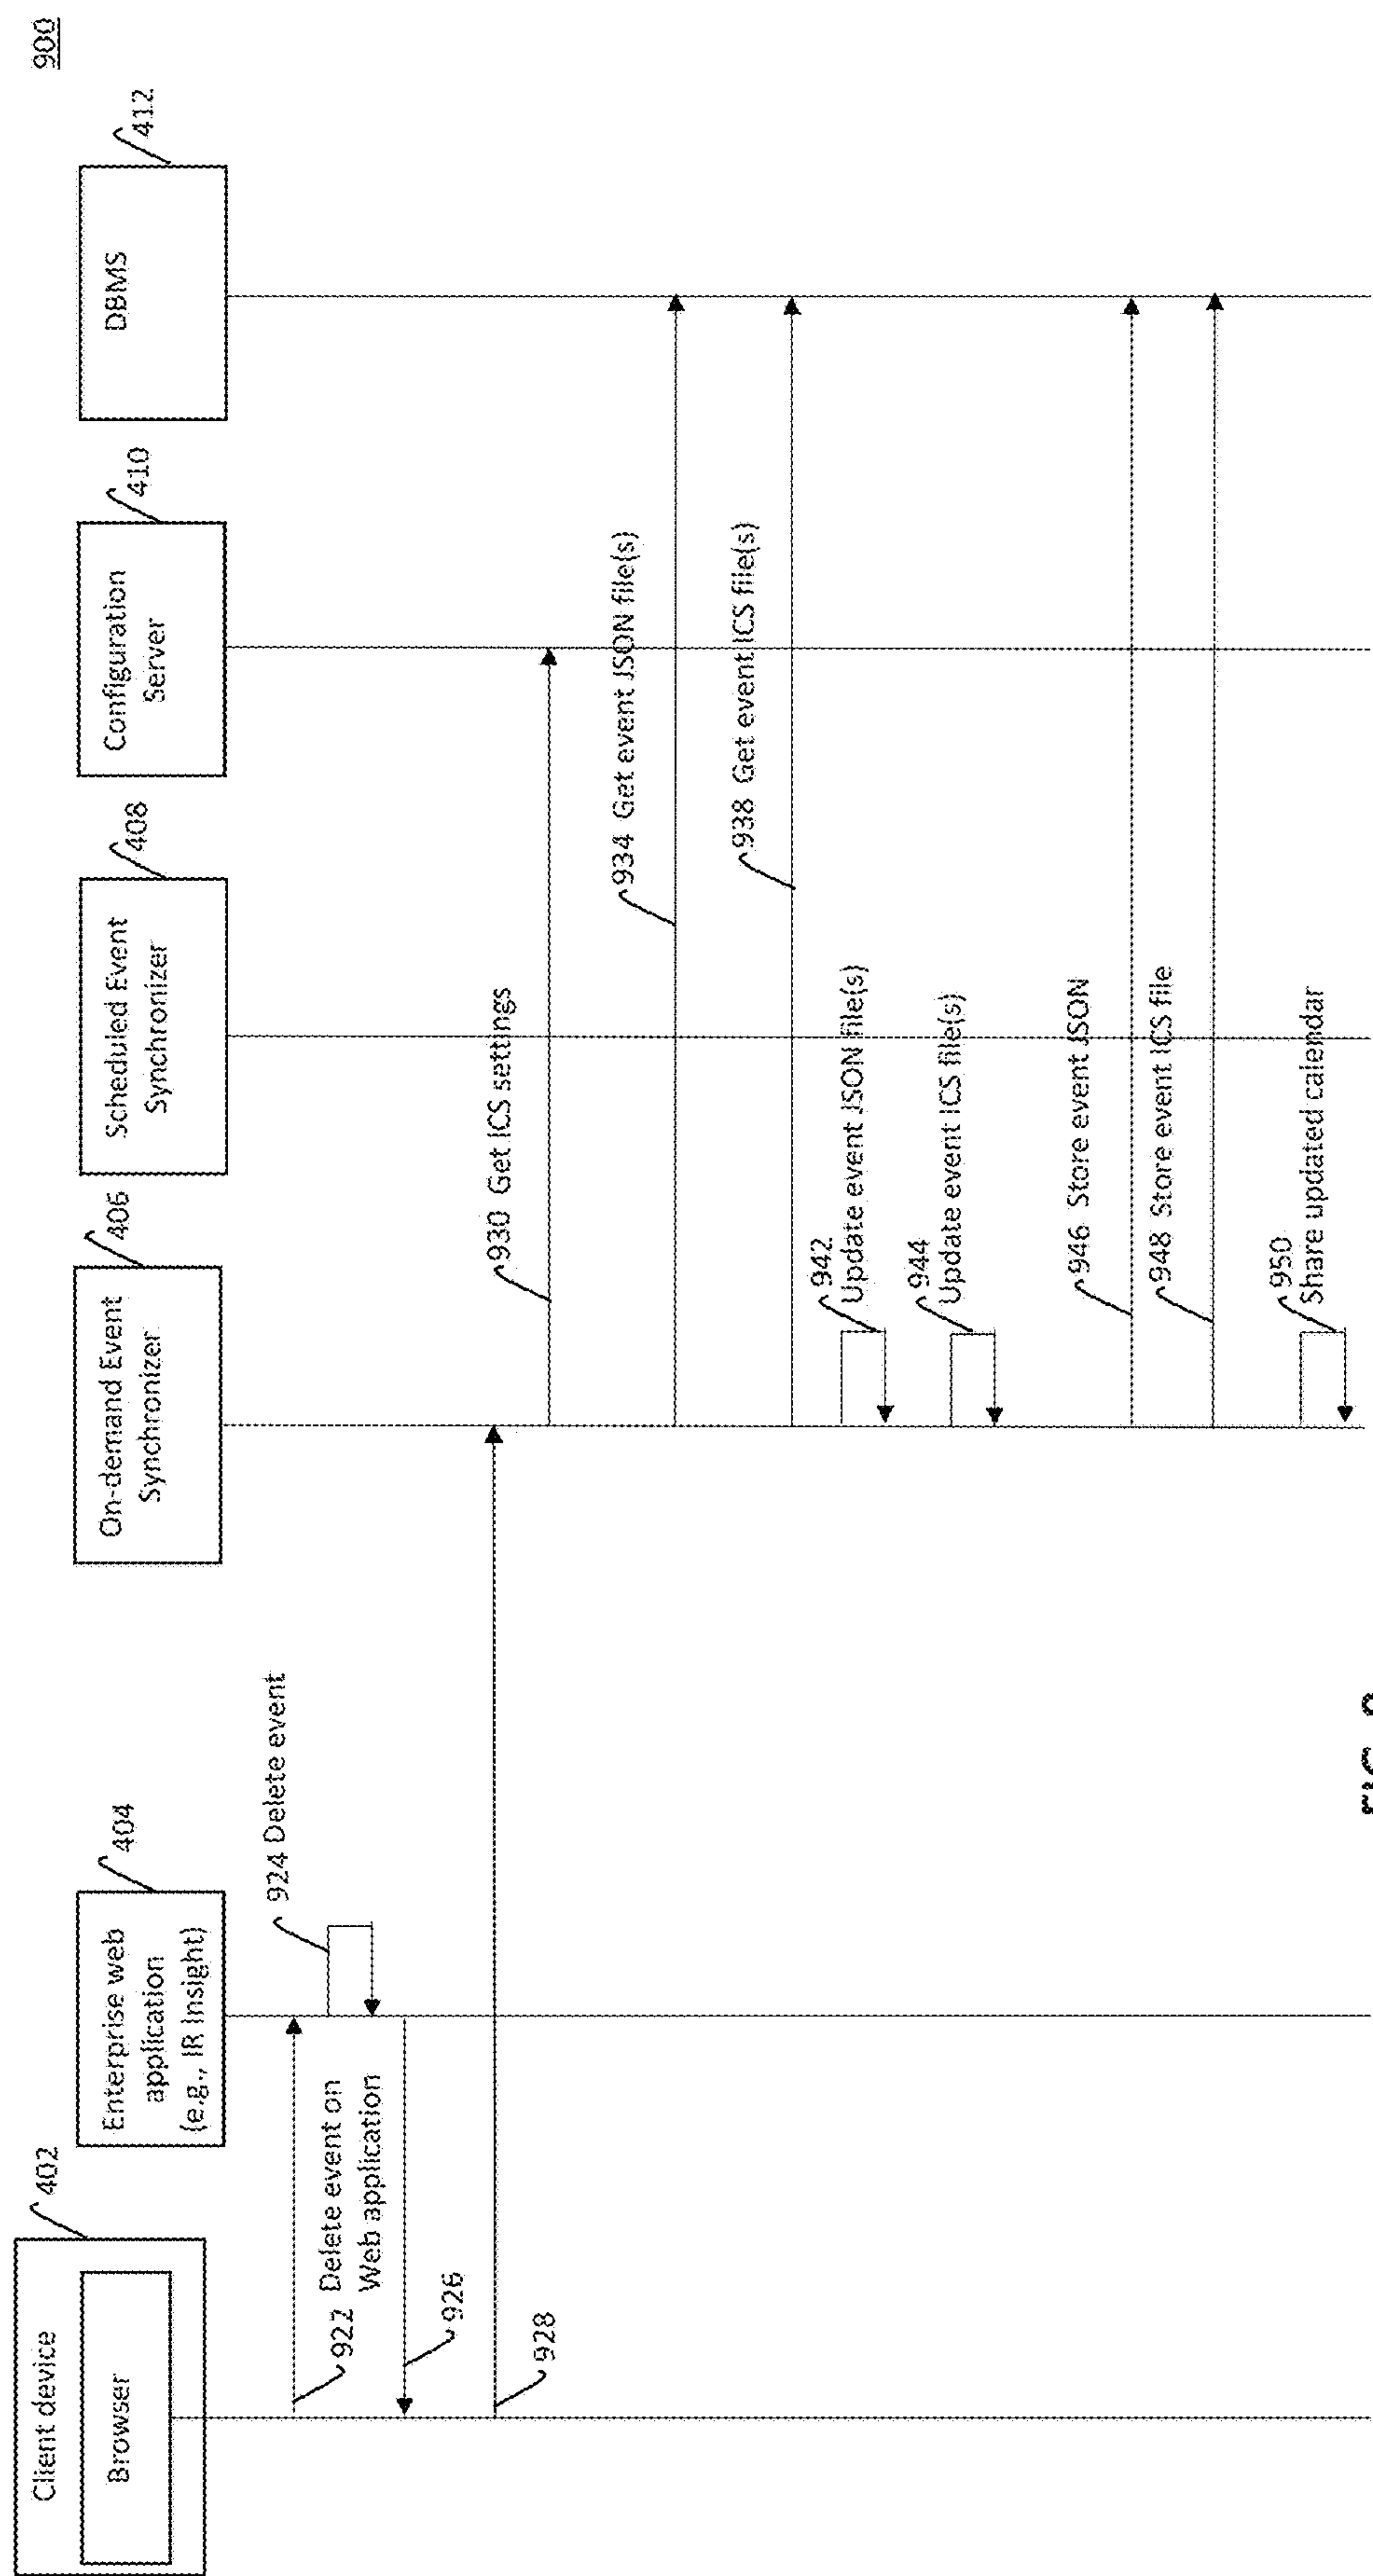 900
Client device
402
Browser
Enterprise web
application
(e.g., IR Insight)
404
On-demand Event
Synchronizer
406
Scheduled Event
Synchronizer
408
Configuration
Server
410
DBMS
412
922 Delete event on
Web application
924 Delete event
926
928
930 Get ICS settings
934 Get event JSON file(s)
938 Get event ICS file(s)
942
Update event JSON file(s)
944
Update event ICS file(s)
946 Store event JSON
948 Store event ICS file
950
Share updated calendar